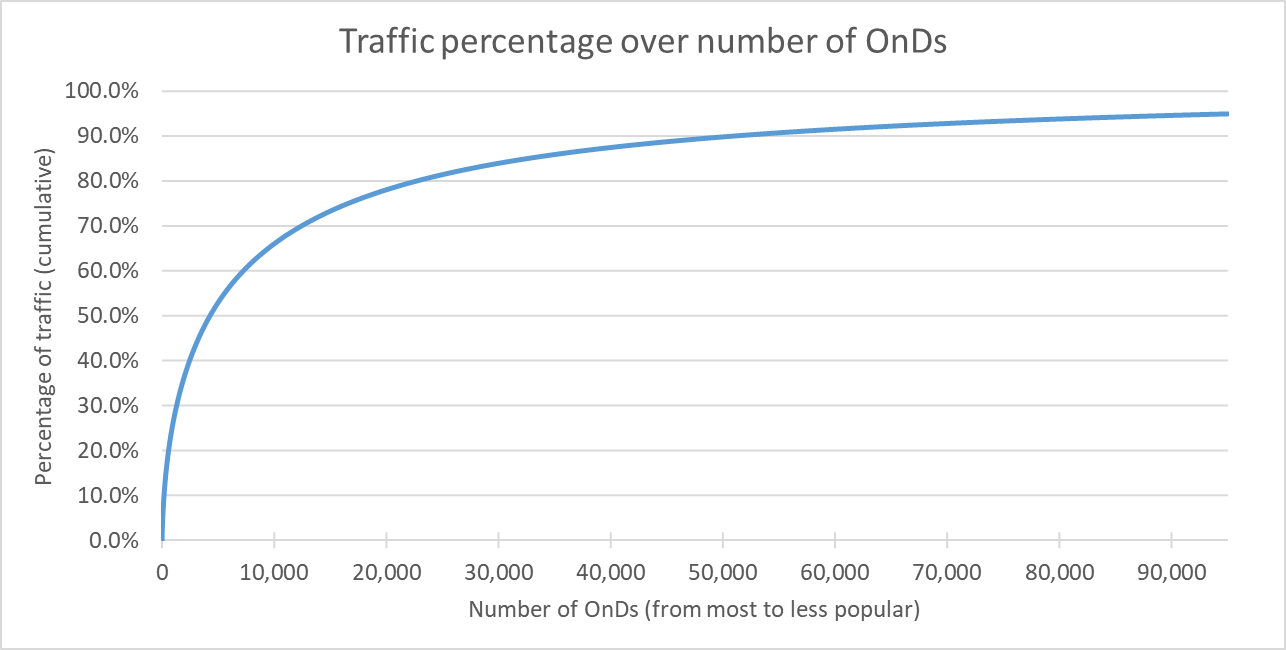 Traffic percentage over number of OnDs
100.0%
90.0%
80.0%
70.0%
60.0%
50.0%
40.0%
30.0%
20.0%
10.0%
0.0%
Percentage of traffic (cumulative)
0 10,000 20,000 30,000 40,000 50,000 60,000 70,000 80,000 90,000
Number of OnDs (from most to less popular)